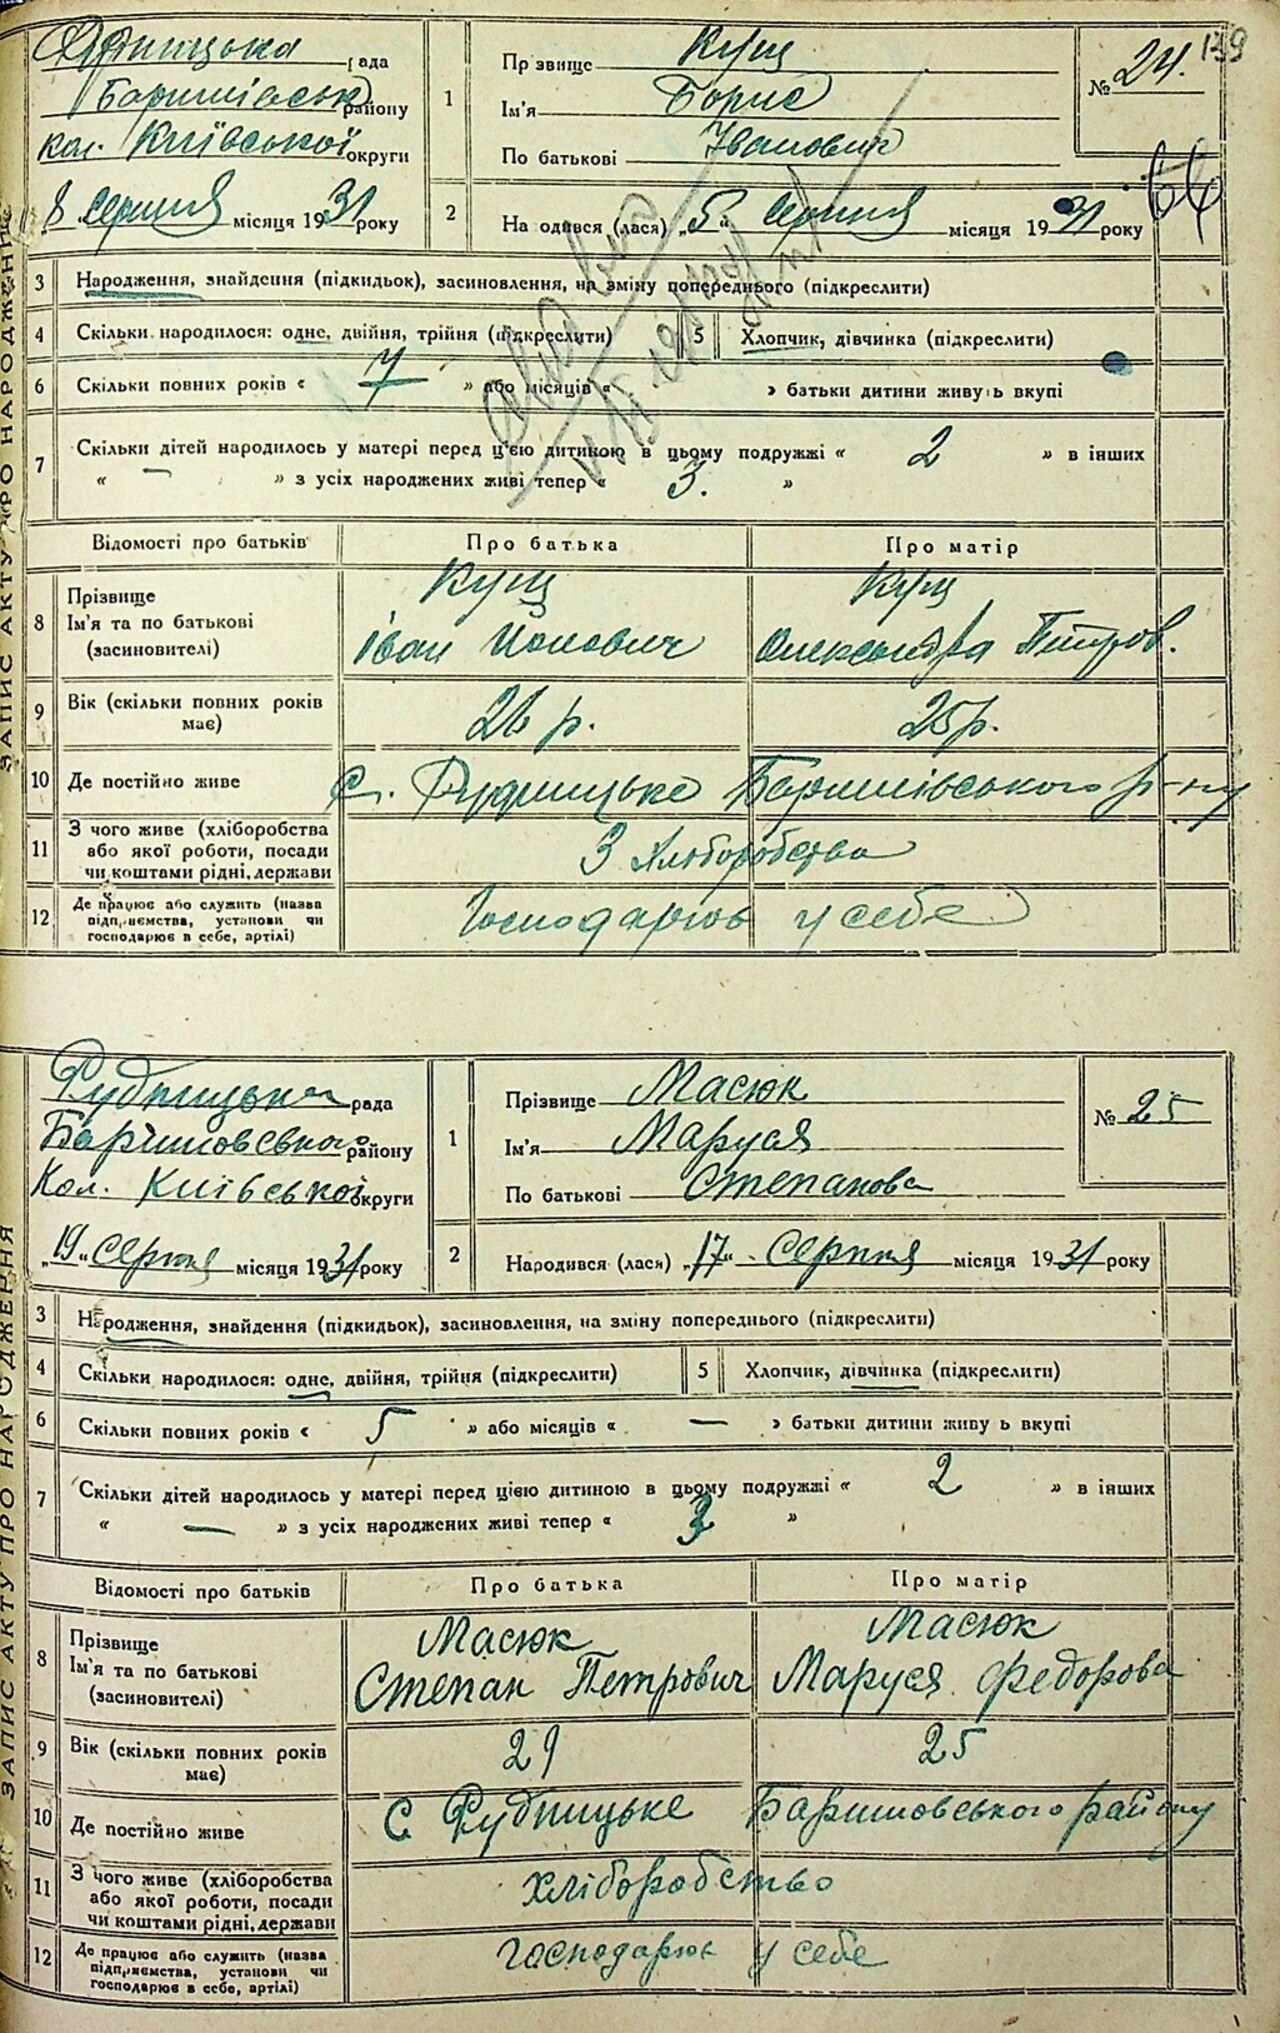 139
Рудницька рада
Баришівськ району
кол. Київської округи
„8 серпня місяця 1931 року
1
Прізвище Кущ
Ім'я Борис
По батькові Іванович
№ 24.
66
2 На одився (лася) „5“ серпня місяця 1931 року
3 Народження, знайдення (підкидьок), засиновлення, на зміну попереднього (підкреслити)
4 Скільки народилося: одне, двійня, трійня (підкреслити) 5 Хлопчик, дівчинка (підкреслити)
6 Скільки повних років « 7 » або місяців « » батьки дитини живуть вкупі
7 Скільки дітей народилось у матері перед цією дитиною в цьому подружжі « 2 » в інших
« — » з усіх народжених живі тепер « 3. »
Відомості про батьків Про батька Про матір
8 Прізвище Кущ Кущ
Ім'я та по батькові Іван Йонович Олександра Петров.
(засиновителі)
9 Вік (скільки повних років має) 26 р. 25 р.
10 Де постійно живе с. Рудницьке Баришівського р-ну
11 З чого живе (хліборобства або якої роботи, посади чи коштами рідні, держави З хліборобства
12 Де працює або служить (назва підприємства, установи чи господарює в себе, артілі) Господарює у себе
ЗАПИС АКТУ ПРО НАРОДЖЕННЯ
Рудницька рада
Баришовсвкого району
Кол. Київської округи
„19“ серпня місяця 1931 року
1
Прізвище Масюк
Ім'я Маруся
По батькові Степанова
№ 25
2 Народився (лася) „17“ серпня місяця 1931 року
3 Народження, знайдення (підкидьок), засиновлення, на зміну попереднього (підкреслити)
4 Скільки народилося: одне, двійня, трійня (підкреслити) 5 Хлопчик, дівчинка (підкреслити)
6 Скільки повних років « 5 » або місяців « — » батьки дитини живу ь вкупі
7 Скільки дітей народилось у матері перед цією дитиною в цьому подружжі « 2 » в інших
« — » з усіх народжених живі тепер « 3 »
Відомості про батьків Про батька Про матір
8 Прізвище Масюк Масюк
Ім'я та по батькові Степан Петрович Маруся Федорова
(засиновителі)
9 Вік (скільки повних років має) 29 25
10 Де постійно живе с Рудницьке Баришовського району
11 З чого живе (хліборобства або якої роботи, посади чи коштами рідні, держави хліборобство
12 Де працює або служить (назва підприємства, установи чи господарює в себе, артілі) господарює у себе
ЗАПИС АКТУ ПРО НАРОДЖЕННЯ